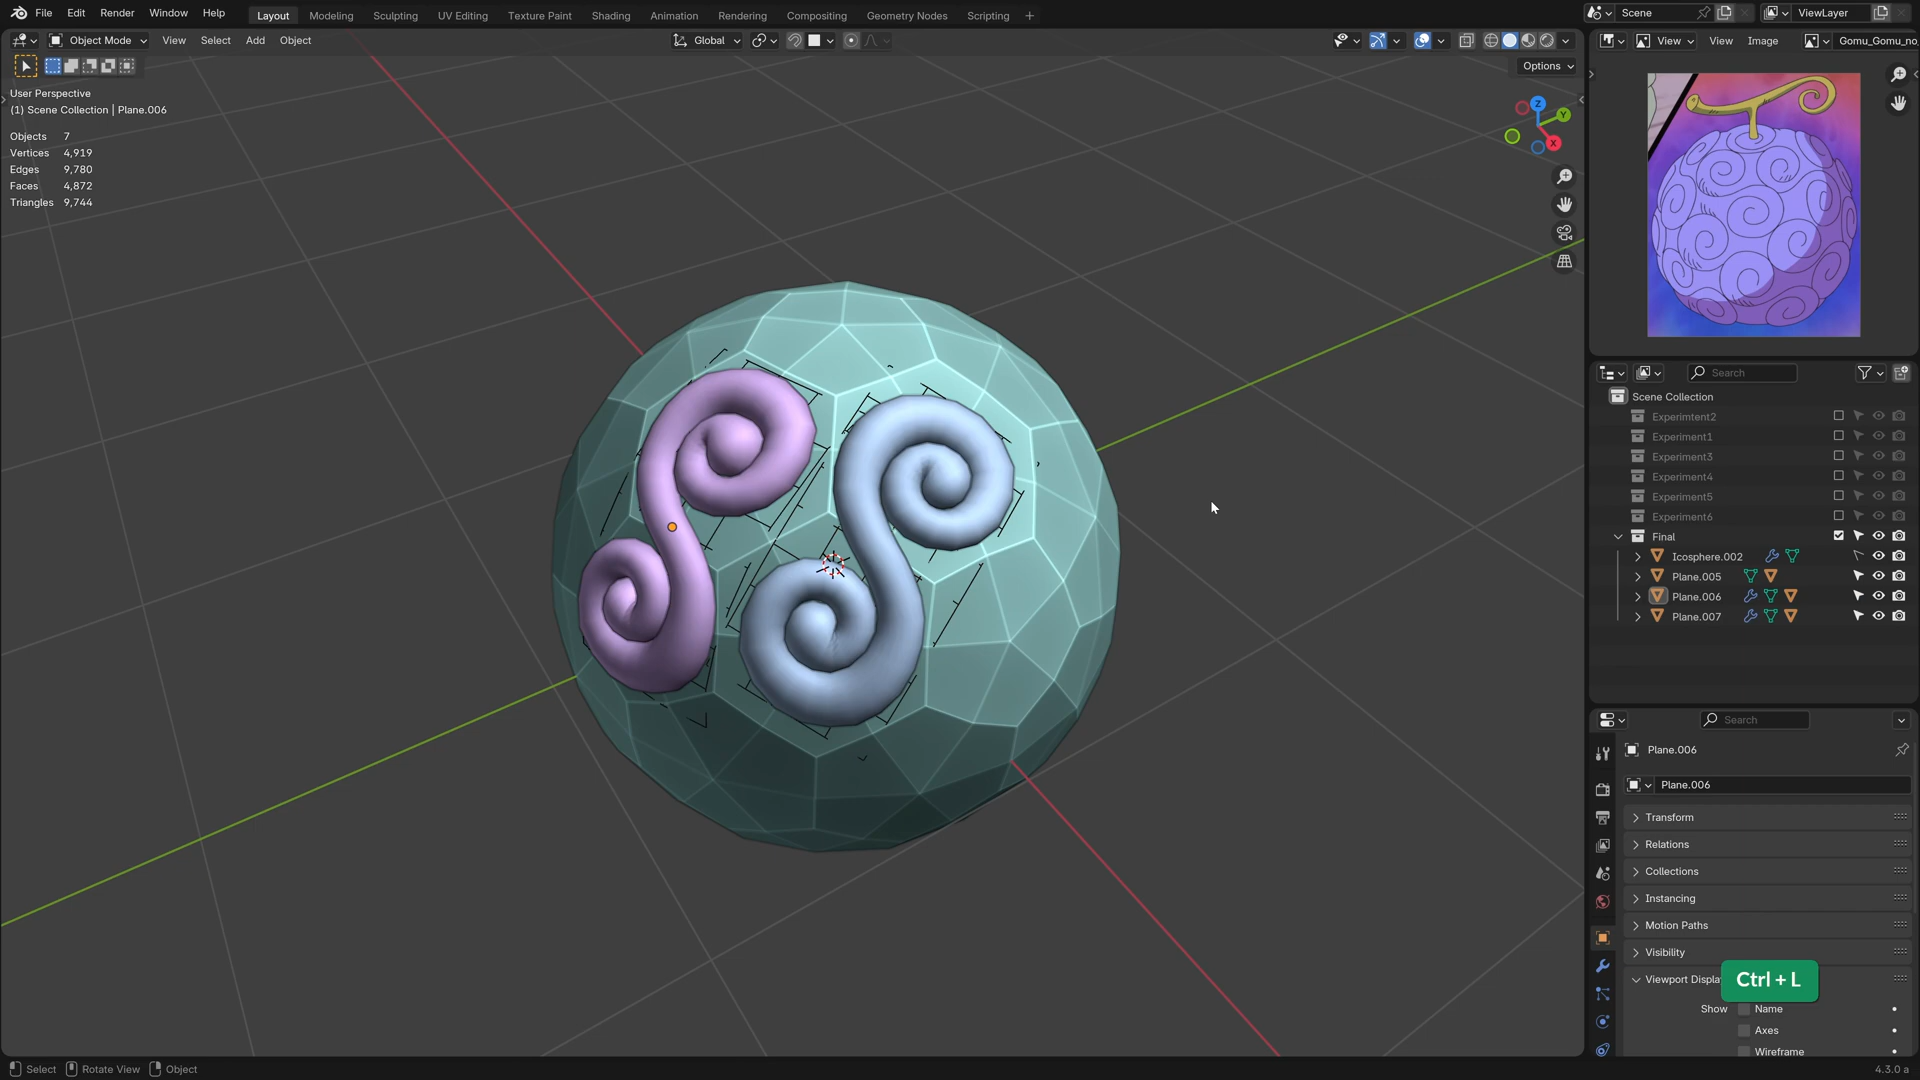 File Edit Render Window Help Layout Modeling Sculpting UV Editing Texture Paint Shading Animation Rendering Compositing Geometry Nodes Scripting + Scene ViewLayer
Object Mode View Select Add Object Global View View Image Gomu_Gomu_no
Options
User Perspective
(1) Scene Collection | Plane.006
Objects 7
Vertices 4,919
Edges 9,780
Faces 4,872
Triangles 9,744
Z
Y
X
Search
Scene Collection
Experimtent2
Experiment1
Experiment3
Experiment4
Experiment5
Experiment6
Final
Icosphere.002
Plane.005
Plane.006
Plane.007
Search
Plane.006
Plane.006
Transform
Relations
Collections
Instancing
Motion Paths
Visibility
Viewport Displa
Ctrl + L
Show Name
Axes
Wireframe
Select Rotate View Object 4.3.0 a